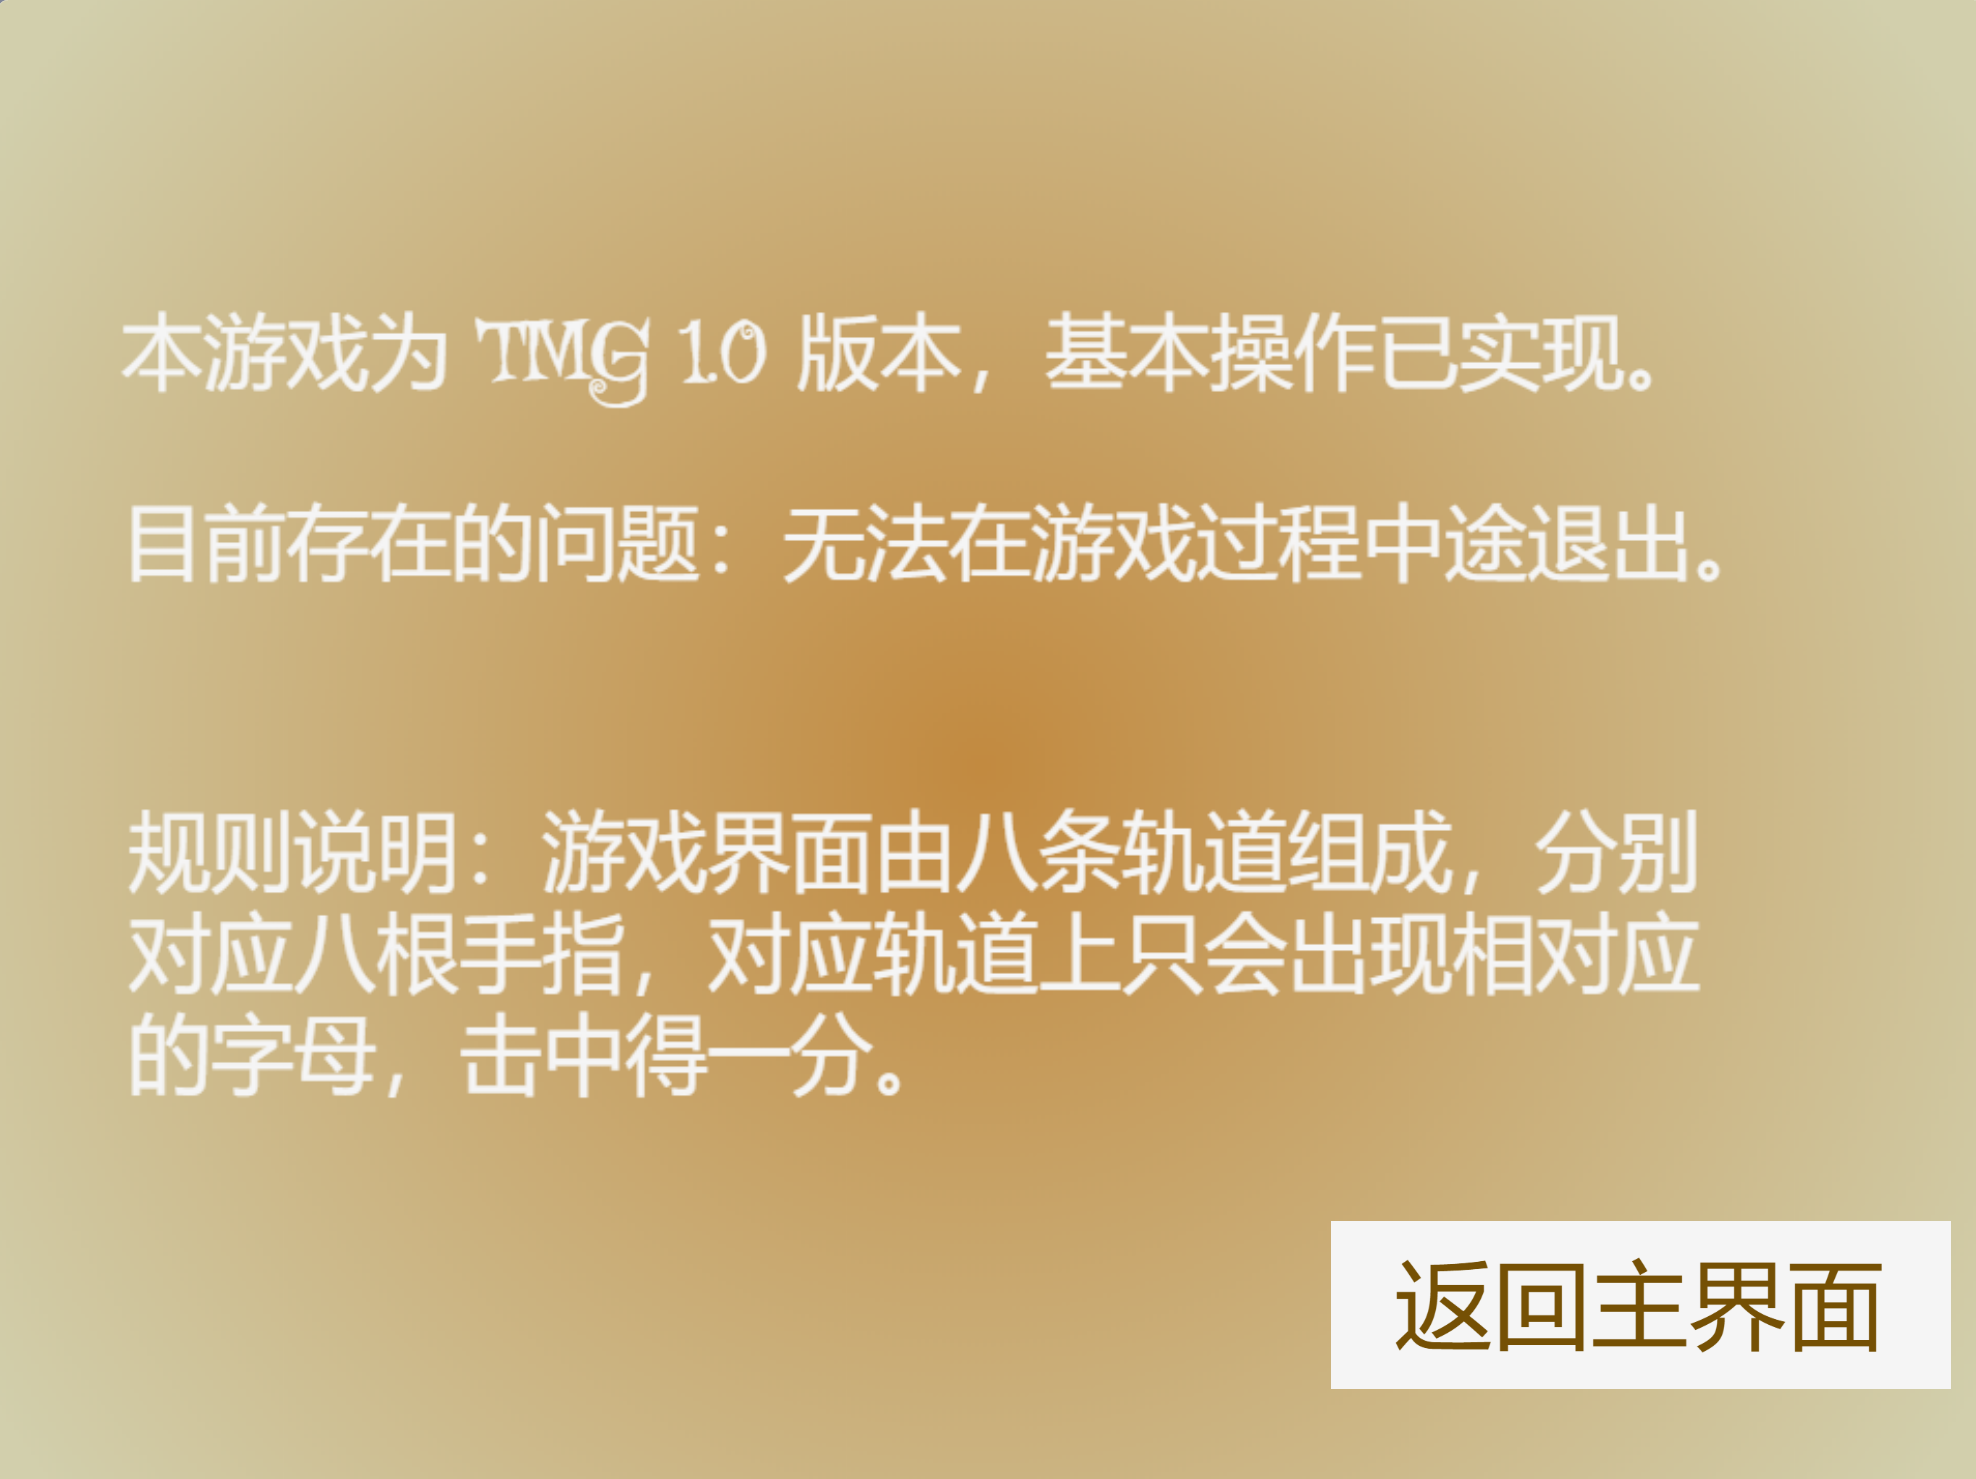 本游戏为 TMG 1.0 版本，基本操作已实现。
目前存在的问题：无法在游戏过程中途退出。
规则说明：游戏界面由八条轨道组成，分别
对应八根手指，对应轨道上只会出现相对应
的字母，击中得一分。
返回主界面